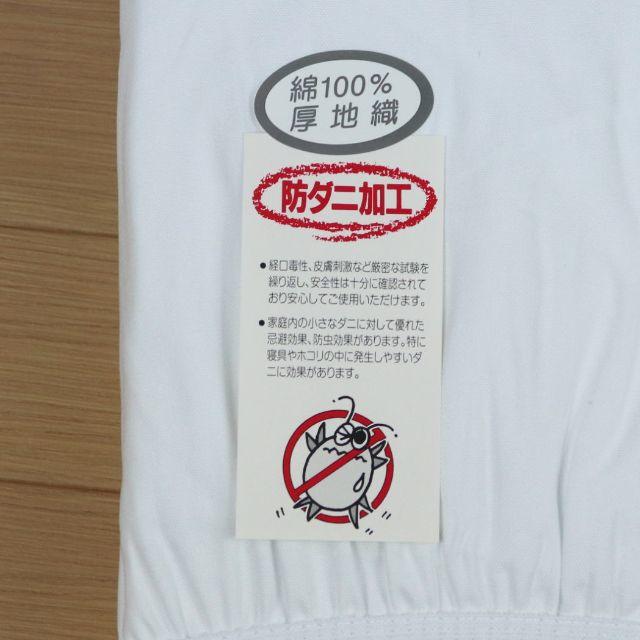 綿100%
厚地織
防ダニ加工
●経口毒性、皮膚刺激など厳密な試験を
繰り返し、安全性は十分に確認されて
おり安心してご使用いただけます。
●家庭内の小さなダニに対して優れた
忌避効果、防虫効果があります。特に
寝具やホコリの中に発生しやすいダ
ニに効果があります。